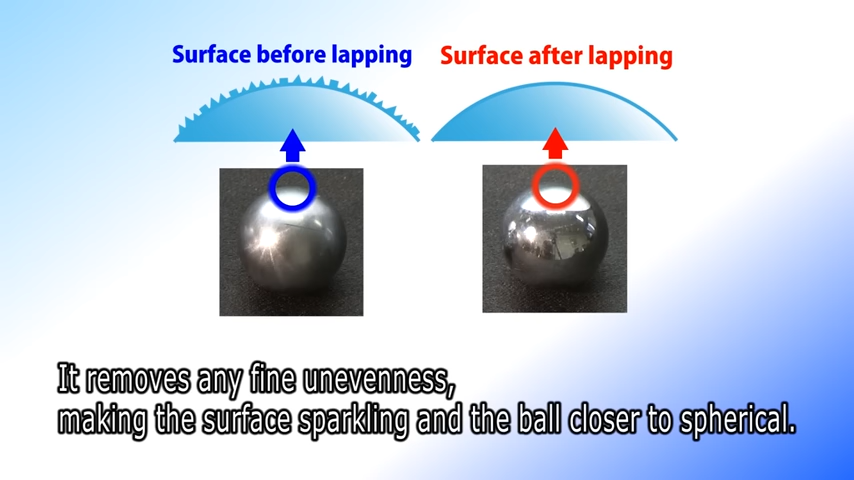 Surface before lapping
Surface after lapping
It removes any fine unevenness,
making the surface sparkling and the ball closer to spherical.